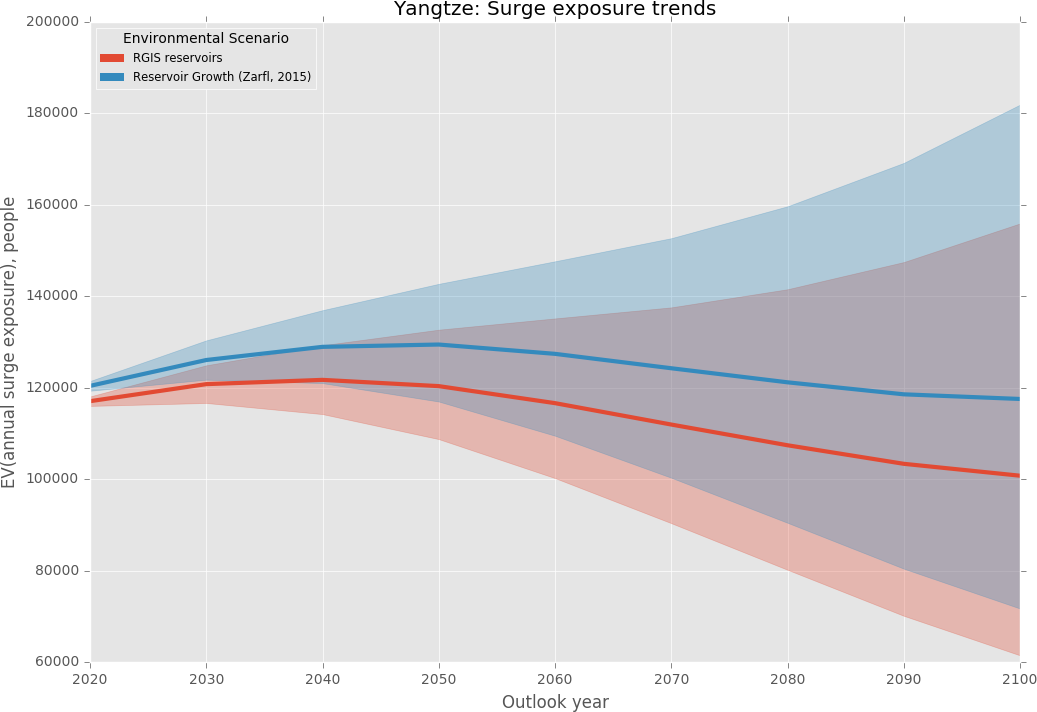 Yangtze: Surge exposure trends
200000
180000
160000
140000
120000
100000
80000
60000
EV(annual surge exposure), people
Environmental Scenario
RGIS reservoirs
Reservoir Growth (Zarfl, 2015)
2020 2030 2040 2050 2060 2070 2080 2090 2100
Outlook year